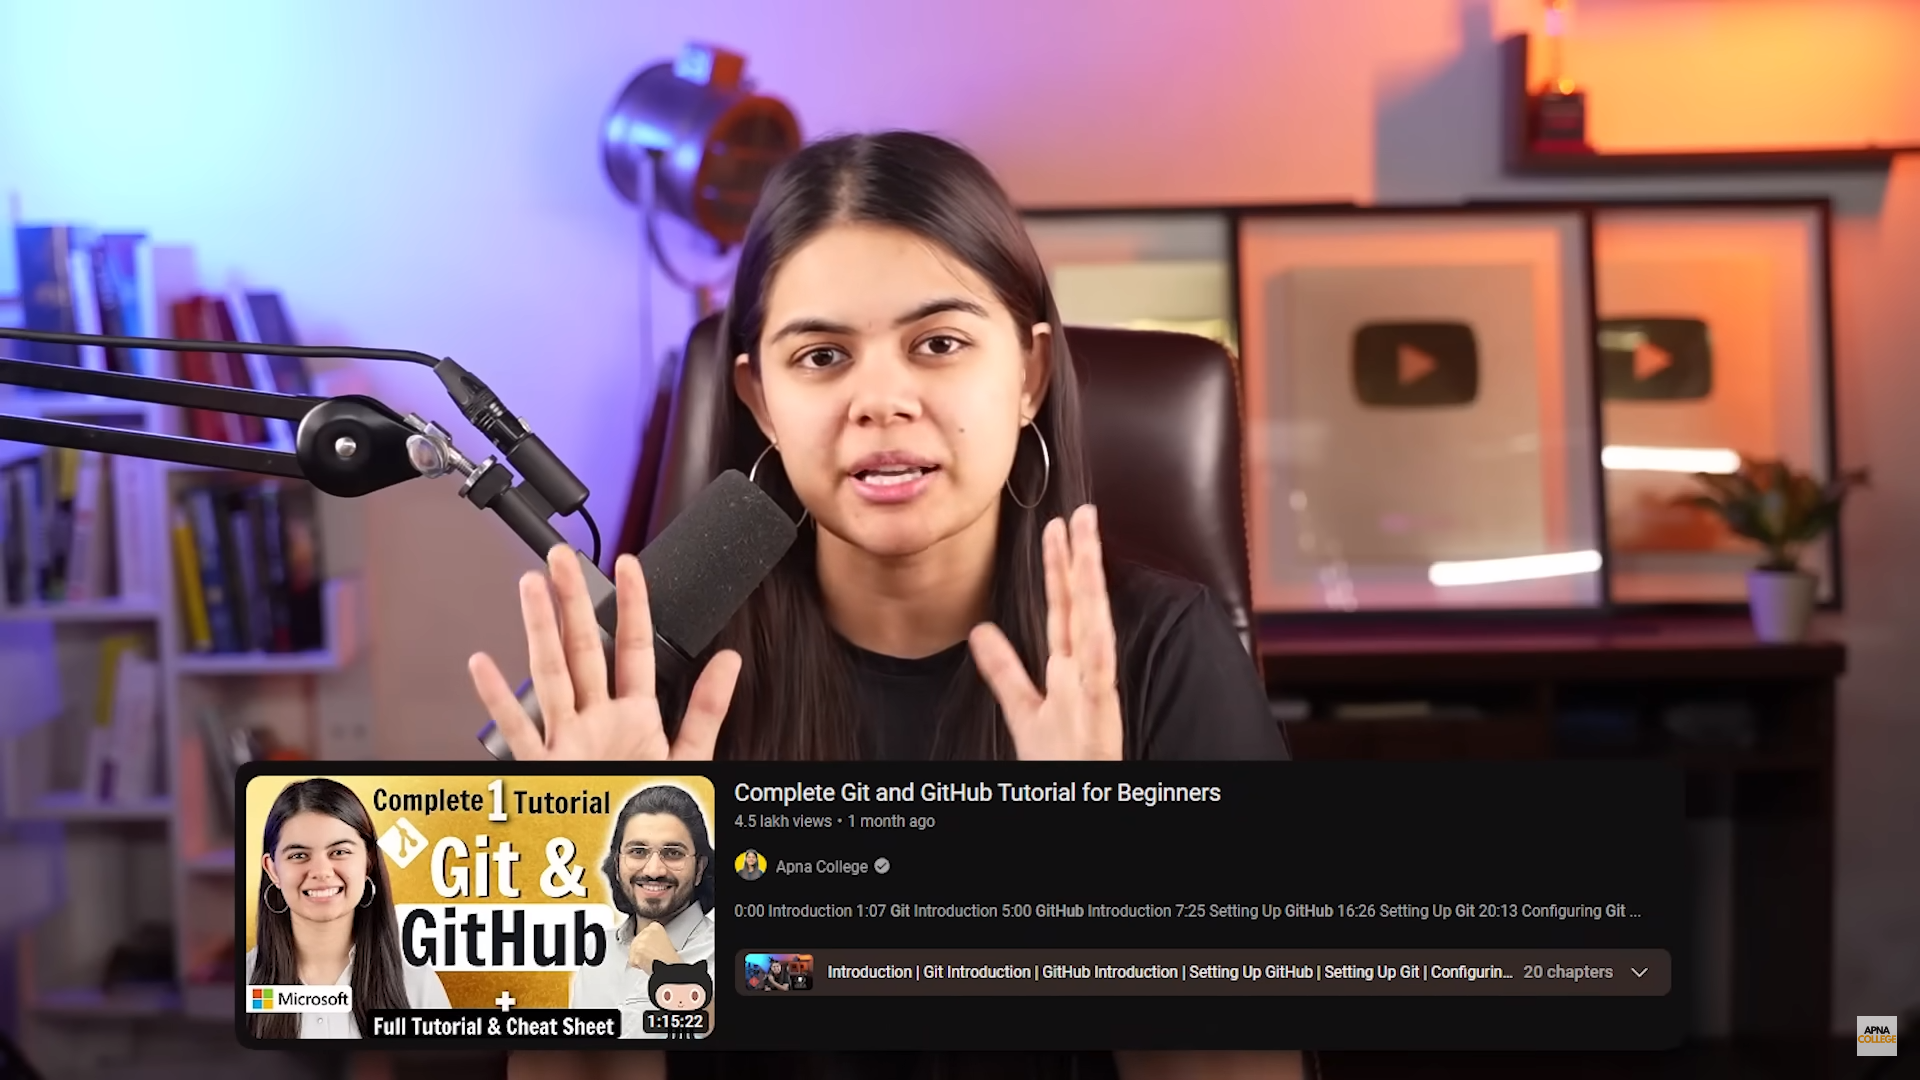 Complete 1 Tutorial
Git &
GitHub
+
Full Tutorial & Cheat Sheet
Microsoft
1:15:22
Complete Git and GitHub Tutorial for Beginners
4.5 lakh views • 1 month ago
Apna College
0:00 Introduction 1:07 Git Introduction 5:00 GitHub Introduction 7:25 Setting Up GitHub 16:26 Setting Up Git 20:13 Configuring Git ...
Introduction | Git Introduction | GitHub Introduction | Setting Up GitHub | Setting Up Git | Configurin... 20 chapters
APNA
COLLEGE